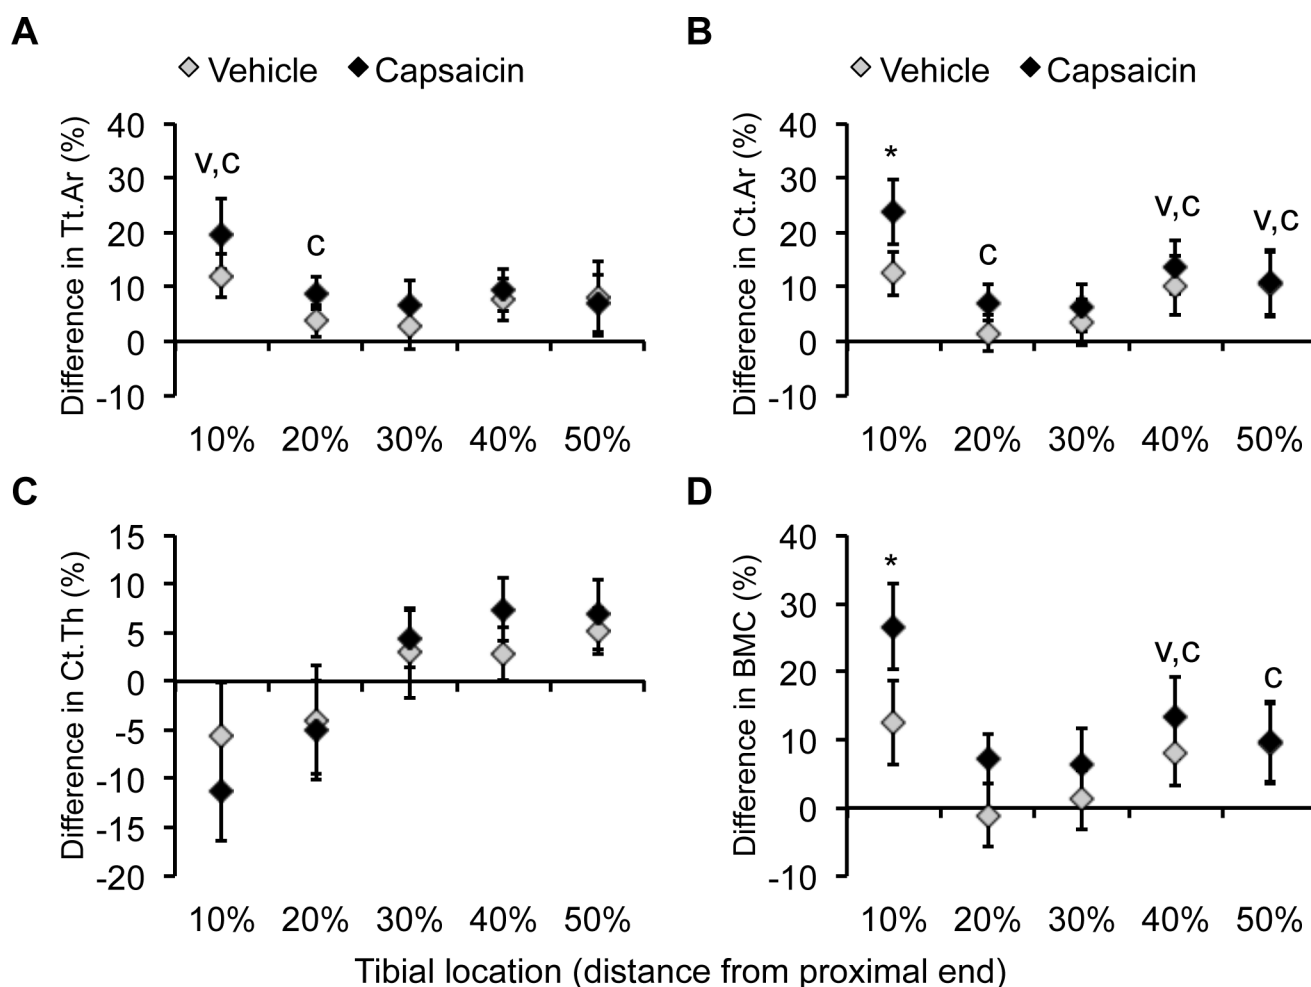 A
Vehicle Capsaicin
Difference in Tt.Ar (%)
40
30
20
10
0
-10
v,c
c
10% 20% 30% 40% 50%
B
Vehicle Capsaicin
Difference in Ct.Ar (%)
40
30
20
10
0
-10
*
c
v,c
v,c
10% 20% 30% 40% 50%
C
Difference in Ct.Th (%)
15
10
5
0
-5
-10
-15
-20
10% 20% 30% 40% 50%
D
Difference in BMC (%)
40
30
20
10
0
-10
*
v,c
c
10% 20% 30% 40% 50%
Tibial location (distance from proximal end)